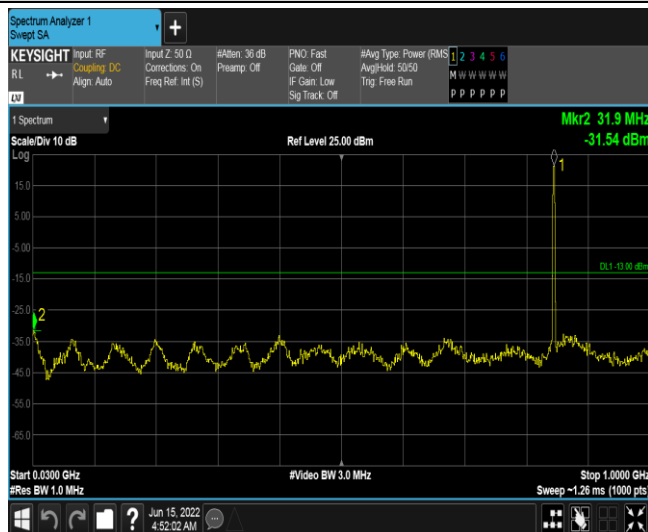 Spectrum Analyzer 1
Swept SA
+
KEYSIGHT
RL
Input: RF
Coupling: DC
Align: Auto
Input Z: 50 Ω
Corrections: On
Freq Ref: Int (S)
#Atten: 36 dB
Preamp: Off
PNO: Fast
Gate: Off
IF Gain: Low
Sig Track: Off
#Avg Type: Power (RMS
Avg|Hold: 50/50
Trig: Free Run
1 2 3 4 5 6
M W W W W W
P P P P P P
LXI
1 Spectrum
Mkr2 31.9 MHz
Scale/Div 10 dB
Ref Level 25.00 dBm
-31.54 dBm
Log
1
15.0
5.00
-5.00
DL1 -13.00 dBm
-15.0
-25.0
2
-35.0
-45.0
-55.0
-65.0
Start 0.0300 GHz
#Video BW 3.0 MHz
Stop 1.0000 GHz
#Res BW 1.0 MHz
Sweep ~1.26 ms (1000 pts)
?
Jun 15, 2022
4:52:02 AM